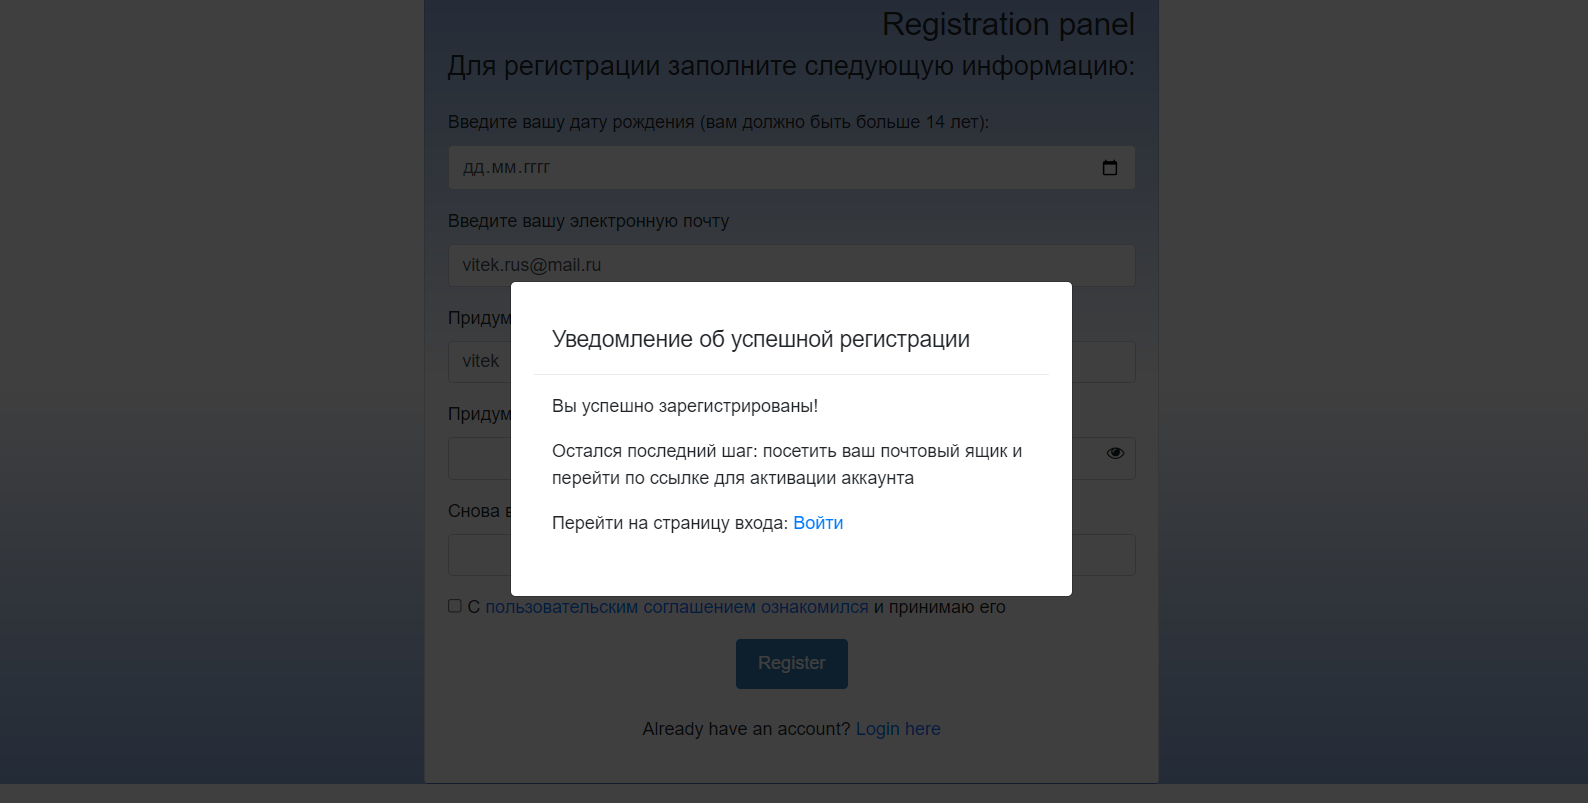 Registration panel
Для регистрации заполните следующую информацию:
Введите вашу дату рождения (вам должно быть больше 14 лет):
дд.мм.гггг
Введите вашу электронную почту
vitek.rus@mail.ru
Придум
vitek
Придум
Снова в
Уведомление об успешной регистрации
Вы успешно зарегистрированы!
Остался последний шаг: посетить ваш почтовый ящик и
перейти по ссылке для активации аккаунта
Перейти на страницу входа: Войти
С пользовательским соглашением ознакомился и принимаю его
Register
Already have an account? Login here